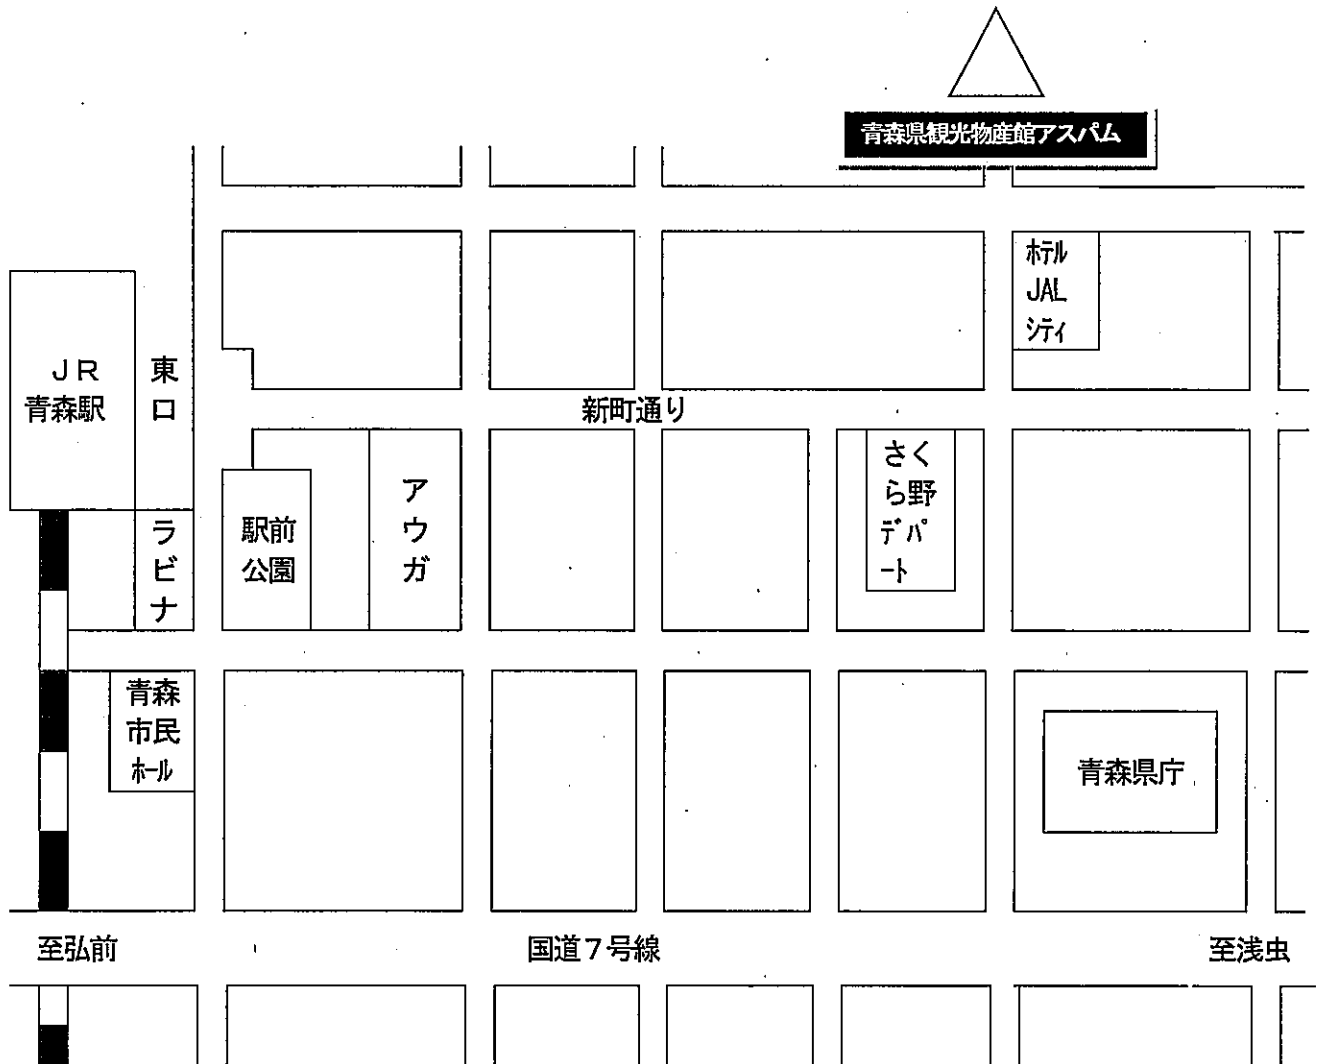 青森県観光物産館アスパム
ホテル
JAL
シティ
JR
青森駅
東
口
新町通り
さく
ら野
デパ
ート
ア
ウ
ガ
駅前
公園
ラ
ビ
ナ
青森
市民
ホール
青森県庁
至弘前
国道7号線
至浅虫